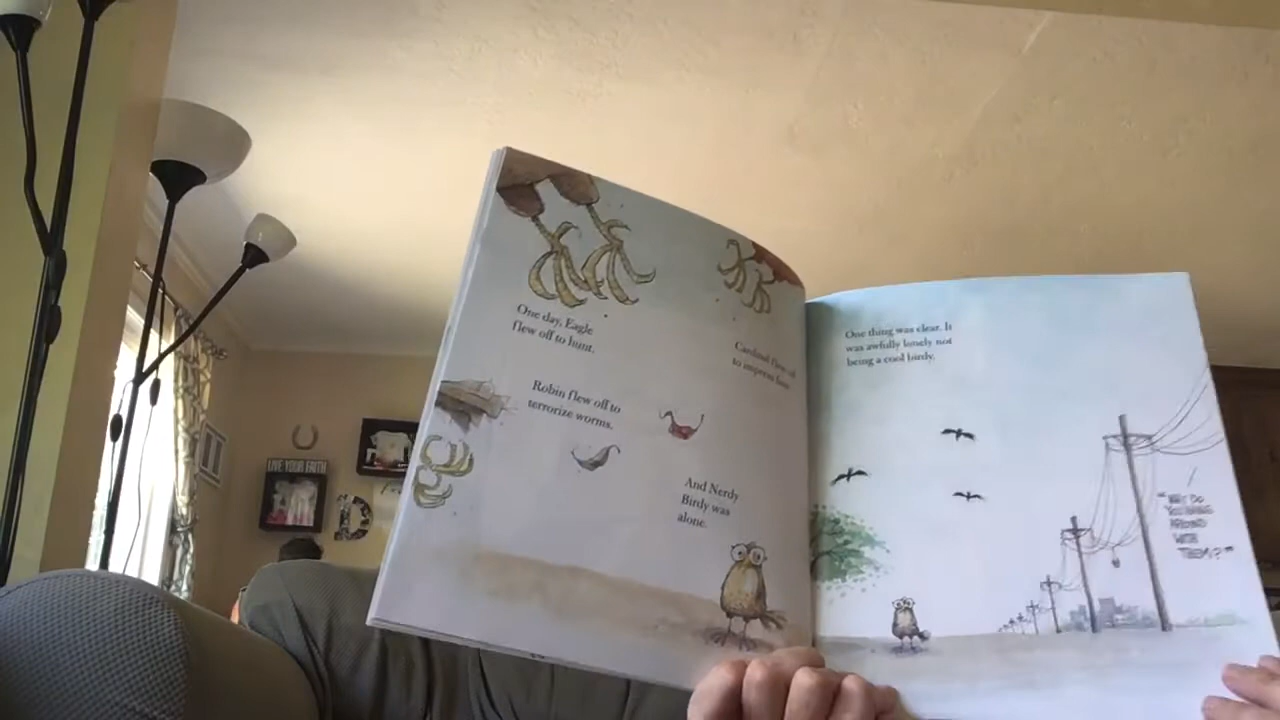 LIVE YOUR FAITH
D
One day, Eagle
flew off to hunt.
Cardinal flew off
to impress
Robin flew off to
terrorize worms.
And Nerdy
Birdy was
alone.
One thing was clear. It
was awfully lonely not
being a cool birdy.
"WHY DO
YOU HANG
AROUND
WITH
THEM?"